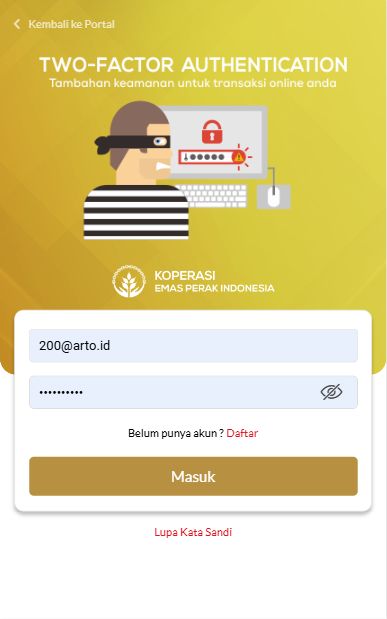 Kembali ke Portal
TWO-FACTOR AUTHENTICATION
Tambahan keamanan untuk transaksi online anda
KOPERASI
EMAS PERAK INDONESIA
200@arto.id
••••••••••
Belum punya akun ? Daftar
Masuk
Lupa Kata Sandi